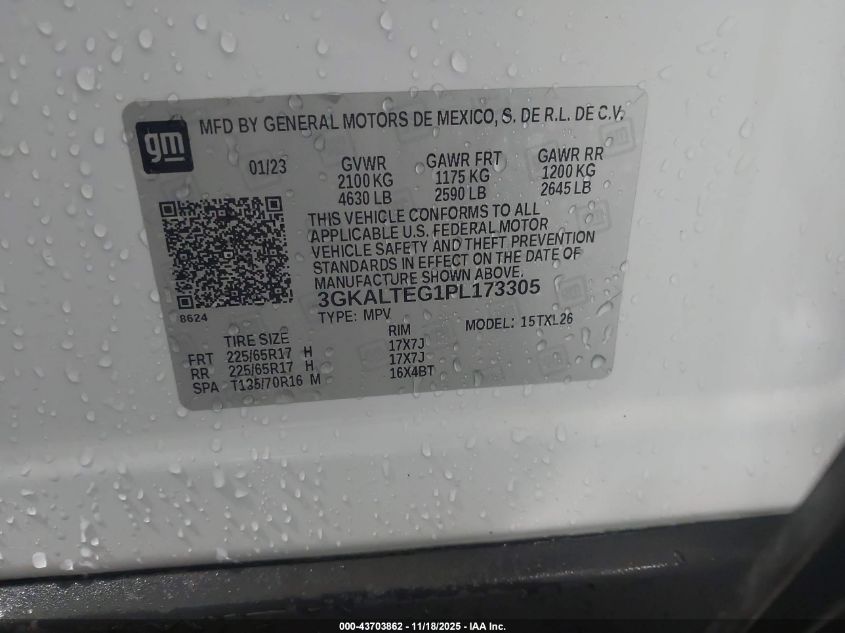 gm
MFD BY GENERAL MOTORS DE MEXICO, S. DE R.L. DE C.V.
01/23 GVWR GAWR FRT GAWR RR
2100 KG 1175 KG 1200 KG
4630 LB 2590 LB 2645 LB
THIS VEHICLE CONFORMS TO ALL
APPLICABLE U.S. FEDERAL MOTOR
VEHICLE SAFETY AND THEFT PREVENTION
STANDARDS IN EFFECT ON THE DATE OF
MANUFACTURE SHOWN ABOVE.
8624 3GKALTEG1PL173305
TYPE: MPV MODEL: 15TXL26
TIRE SIZE RIM
FRT 225/65R17 H 17X7J
RR 225/65R17 H 17X7J
SPA T135/70R16 M 16X4BT
000-43703862 - 11/18/2025 - IAA Inc.